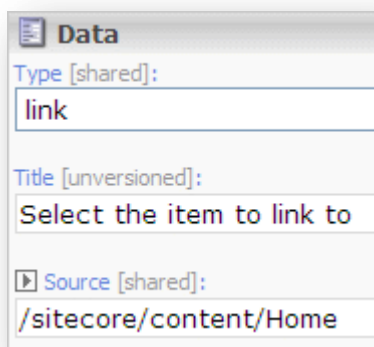 Data
Type [shared]:
link
Title [unversioned]:
Select the item to link to
Source [shared]:
/sitecore/content/Home